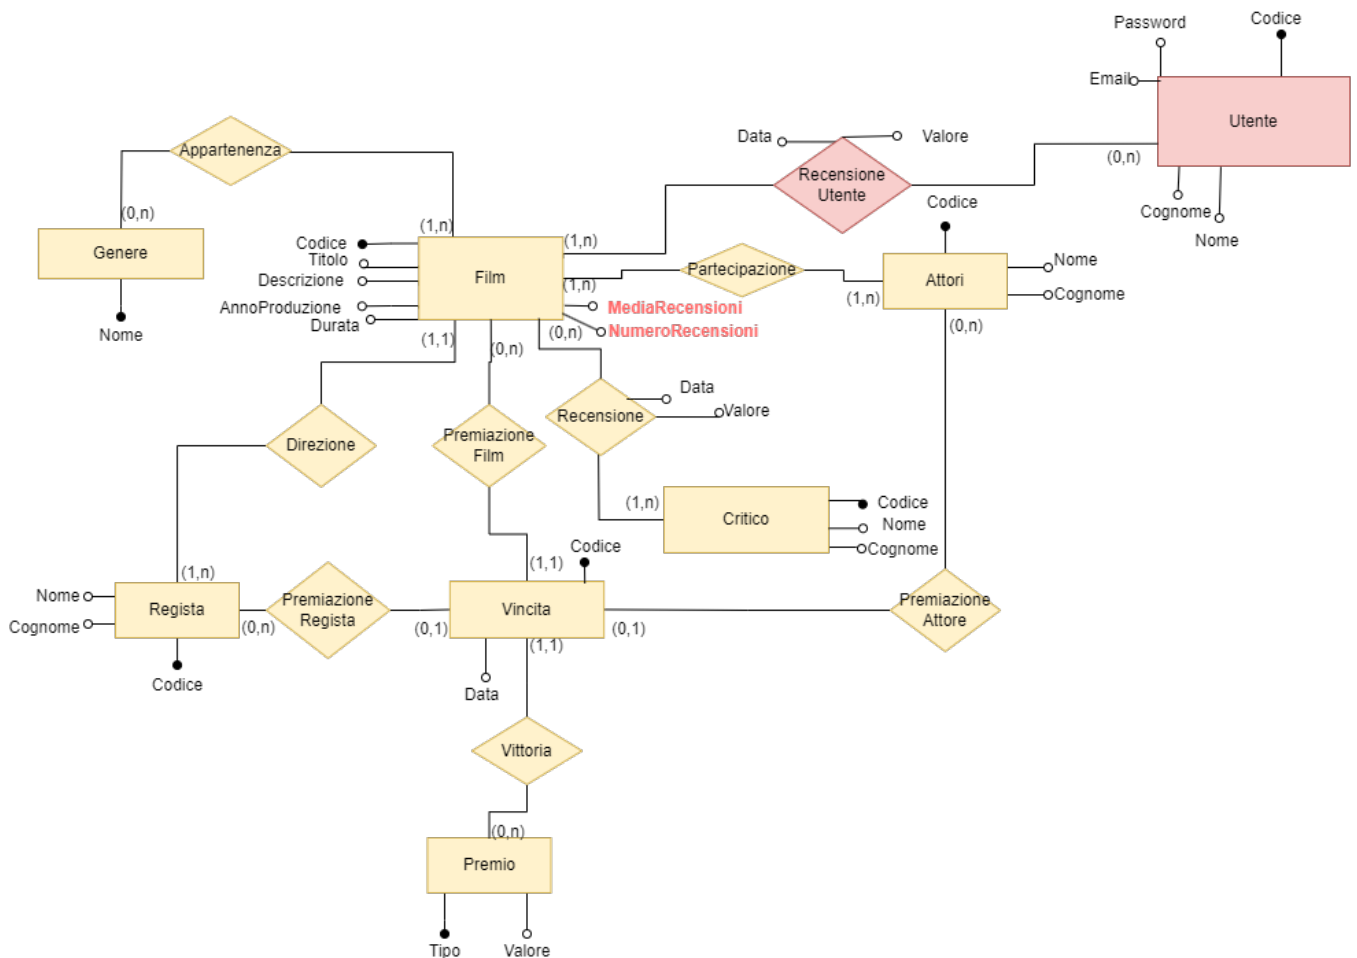 Password
Codice
Email
Utente
Data
Valore
(0,n)
Appartenenza
Recensione
Utente
Cognome
Nome
Codice
(0,n)
(1,n)
(1,n)
Genere
Codice
Titolo
Film
Descrizione
Partecipazione
Attori
Nome
Cognome
(1,n)
(1,n)
Nome
AnnoProduzione
Durata
MediaRecensioni
NumeroRecensioni
(1,1)
(0,n)
(0,n)
(0,n)
Data
Valore
Recensione
Direzione
Premiazione
Film
(1,n)
Critico
Codice
Nome
Cognome
Codice
(1,n)
(1,1)
Nome
Cognome
Regista
Premiazione
Regista
Vincita
Premiazione
Attore
(0,n)
(0,1)
(0,1)
(1,1)
Codice
Data
Vittoria
(0,n)
Premio
Tipo
Valore